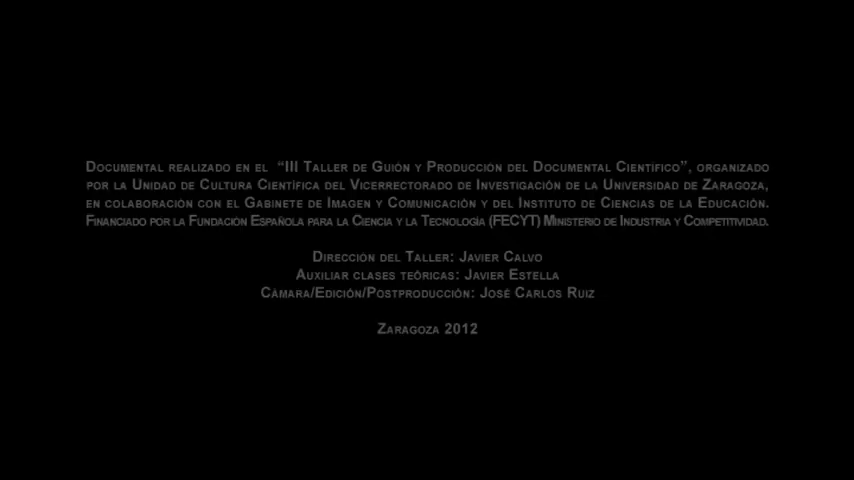 Documental realizado en el “III Taller de Guión y Producción del Documental Científico”, organizado
por la Unidad de Cultura Científica del Vicerrectorado de Investigación de la Universidad de Zaragoza,
en colaboración con el Gabinete de Imagen y Comunicación y del Instituto de Ciencias de la Educación.
Financiado por la Fundación Española para la Ciencia y la Tecnología (FECYT) Ministerio de Industria y Competitividad.
Dirección del Taller: Javier Calvo
Auxiliar clases teóricas: Javier Estella
Cámara/Edición/Postproducción: José Carlos Ruiz
Zaragoza 2012